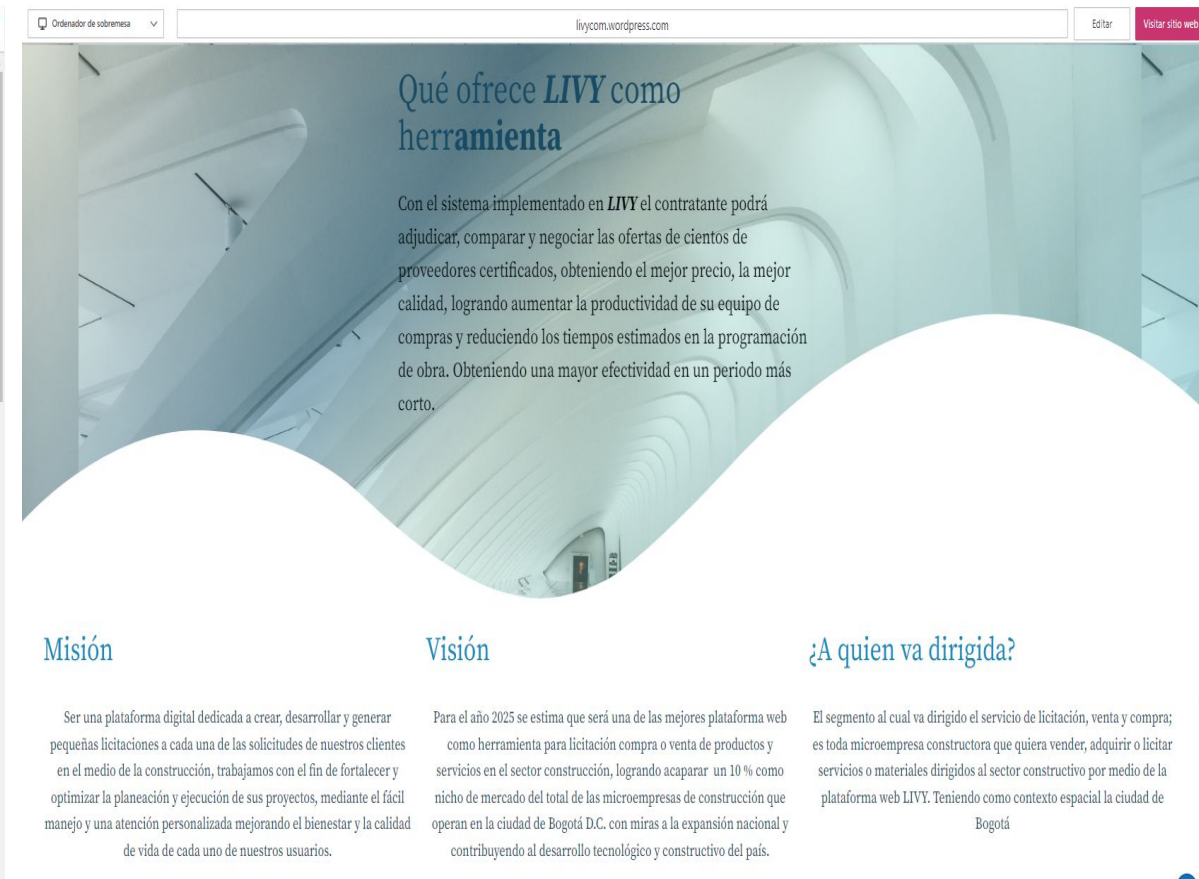 Ordenador de sobremesa
livycom.wordpress.com
Editar
Visitar sitio web
Qué ofrece LIVY como
herramienta
Con el sistema implementado en LIVY el contratante podrá
adjudicar, comparar y negociar las ofertas de cientos de
proveedores certificados, obteniendo el mejor precio, la mejor
calidad, logrando aumentar la productividad de su equipo de
compras y reduciendo los tiempos estimados en la programación
de obra. Obteniendo una mayor efectividad en un periodo más
corto.
Misión
Ser una plataforma digital dedicada a crear, desarrollar y generar
pequeñas licitaciones a cada una de las solicitudes de nuestros clientes
en el medio de la construcción, trabajamos con el fin de fortalecer y
optimizar la planeación y ejecución de sus proyectos, mediante el fácil
manejo y una atención personalizada mejorando el bienestar y la calidad
de vida de cada uno de nuestros usuarios.
Visión
Para el año 2025 se estima que será una de las mejores plataforma web
como herramienta para licitación compra o venta de productos y
servicios en el sector construcción, logrando acaparar un 10 % como
nicho de mercado del total de las microempresas de construcción que
operan en la ciudad de Bogotá D.C. con miras a la expansión nacional y
contribuyendo al desarrollo tecnológico y constructivo del país.
¿A quien va dirigida?
El segmento al cual va dirigido el servicio de licitación, venta y compra;
es toda microempresa constructora que quiera vender, adquirir o licitar
servicios o materiales dirigidos al sector constructivo por medio de la
plataforma web LIVY. Teniendo como contexto espacial la ciudad de
Bogotá